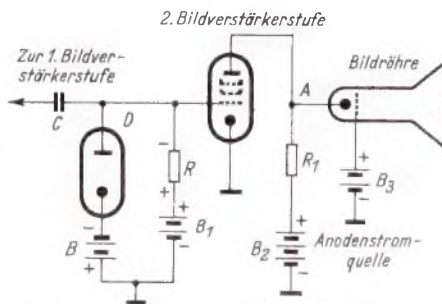 2. Bildverstärkerstufe
Zur 1. Bildver-
stärkerstufe
Bildröhre
C
D
A
-
R
+
R₁
+
B₃
-
-
B
+
+
B₁
-
+
B₂
-
Anodenstrom-
quelle